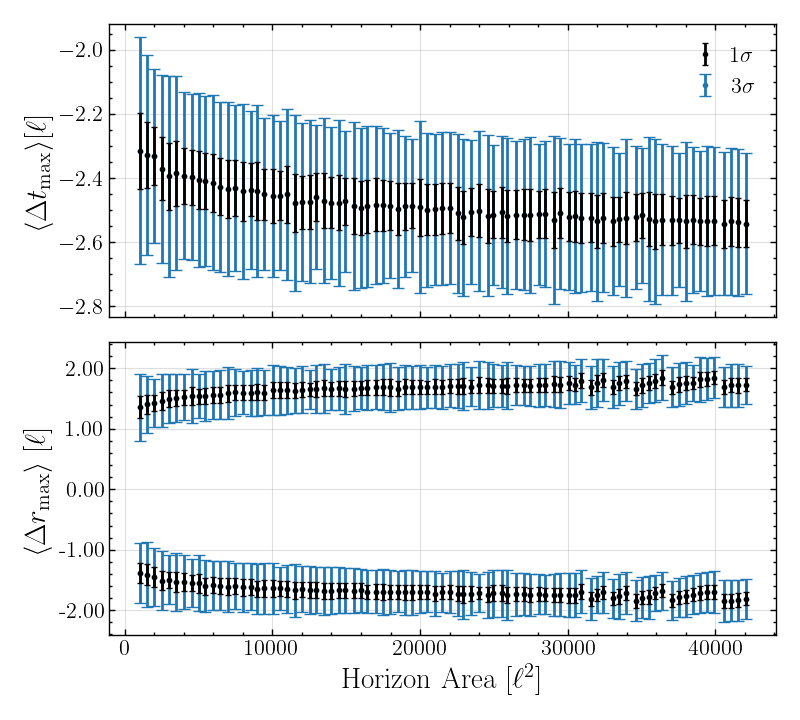 −2.0
−2.2
−2.4
−2.6
−2.8
⟨Δt_max⟩[ℓ]
1σ
3σ
2.00
1.00
0.00
-1.00
-2.00
⟨Δr_max⟩ [ℓ]
0 10000 20000 30000 40000
Horizon Area [ℓ²]